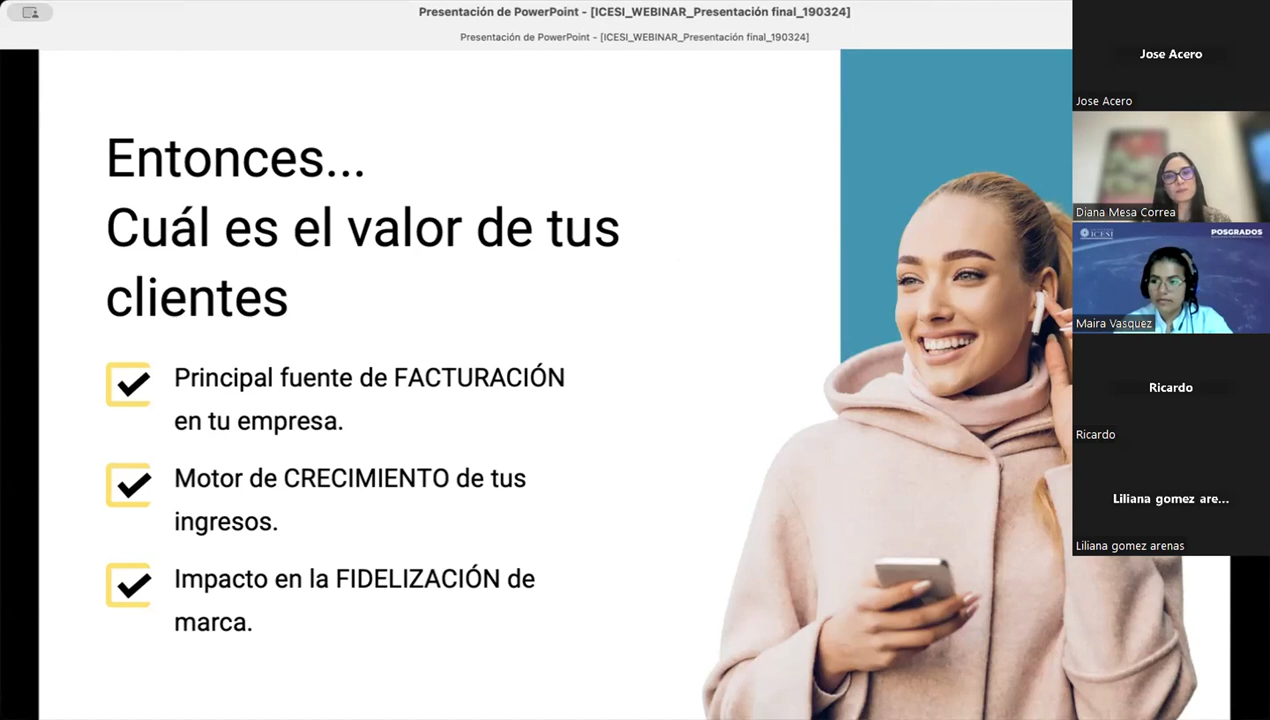 Presentación de PowerPoint - [ICESI_WEBINAR_Presentación final_190324]
Presentación de PowerPoint - [ICESI_WEBINAR_Presentación final_190324]
Entonces...
Cuál es el valor de tus
clientes
Principal fuente de FACTURACIÓN
en tu empresa.
Motor de CRECIMIENTO de tus
ingresos.
Impacto en la FIDELIZACIÓN de
marca.
Jose Acero
Jose Acero
Diana Mesa Correa
ICESI
POSGRADOS
Maira Vasquez
Ricardo
Ricardo
Liliana gomez are...
Liliana gomez arenas